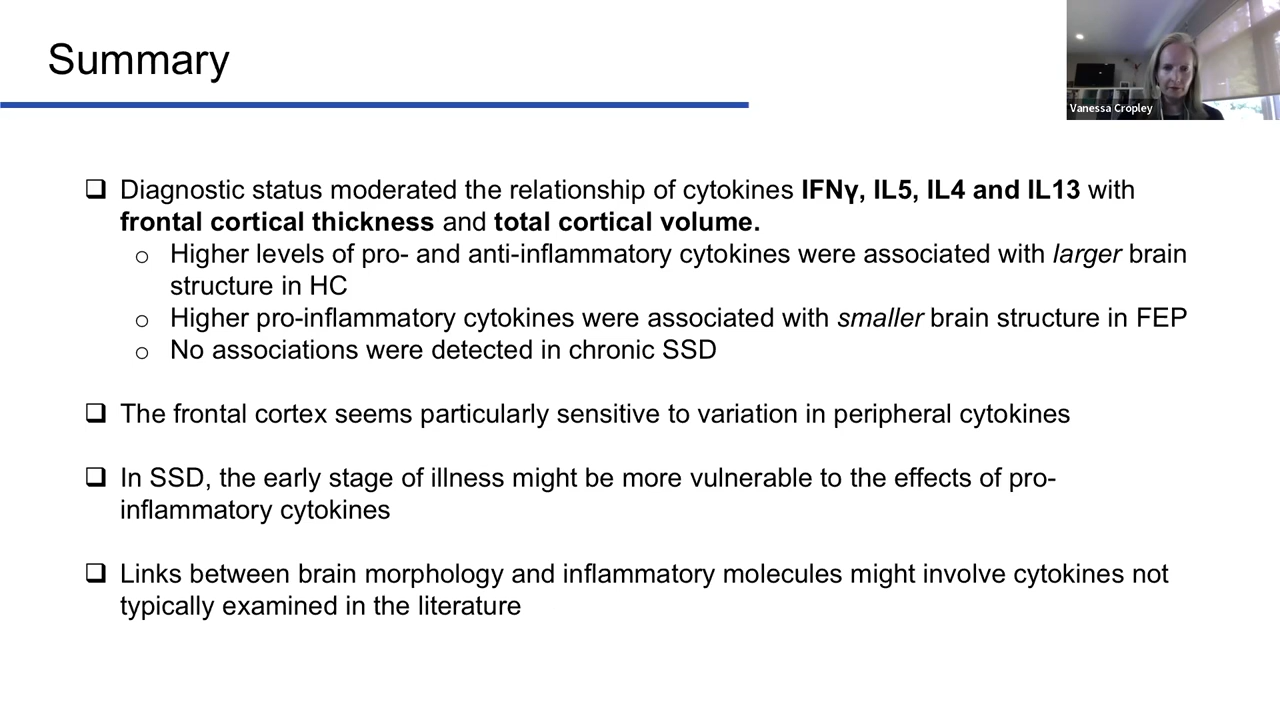 Summary
Vanessa Cropley
❑ Diagnostic status moderated the relationship of cytokines IFNγ, IL5, IL4 and IL13 with
frontal cortical thickness and total cortical volume.
o Higher levels of pro- and anti-inflammatory cytokines were associated with larger brain
structure in HC
o Higher pro-inflammatory cytokines were associated with smaller brain structure in FEP
o No associations were detected in chronic SSD
❑ The frontal cortex seems particularly sensitive to variation in peripheral cytokines
❑ In SSD, the early stage of illness might be more vulnerable to the effects of pro-
inflammatory cytokines
❑ Links between brain morphology and inflammatory molecules might involve cytokines not
typically examined in the literature